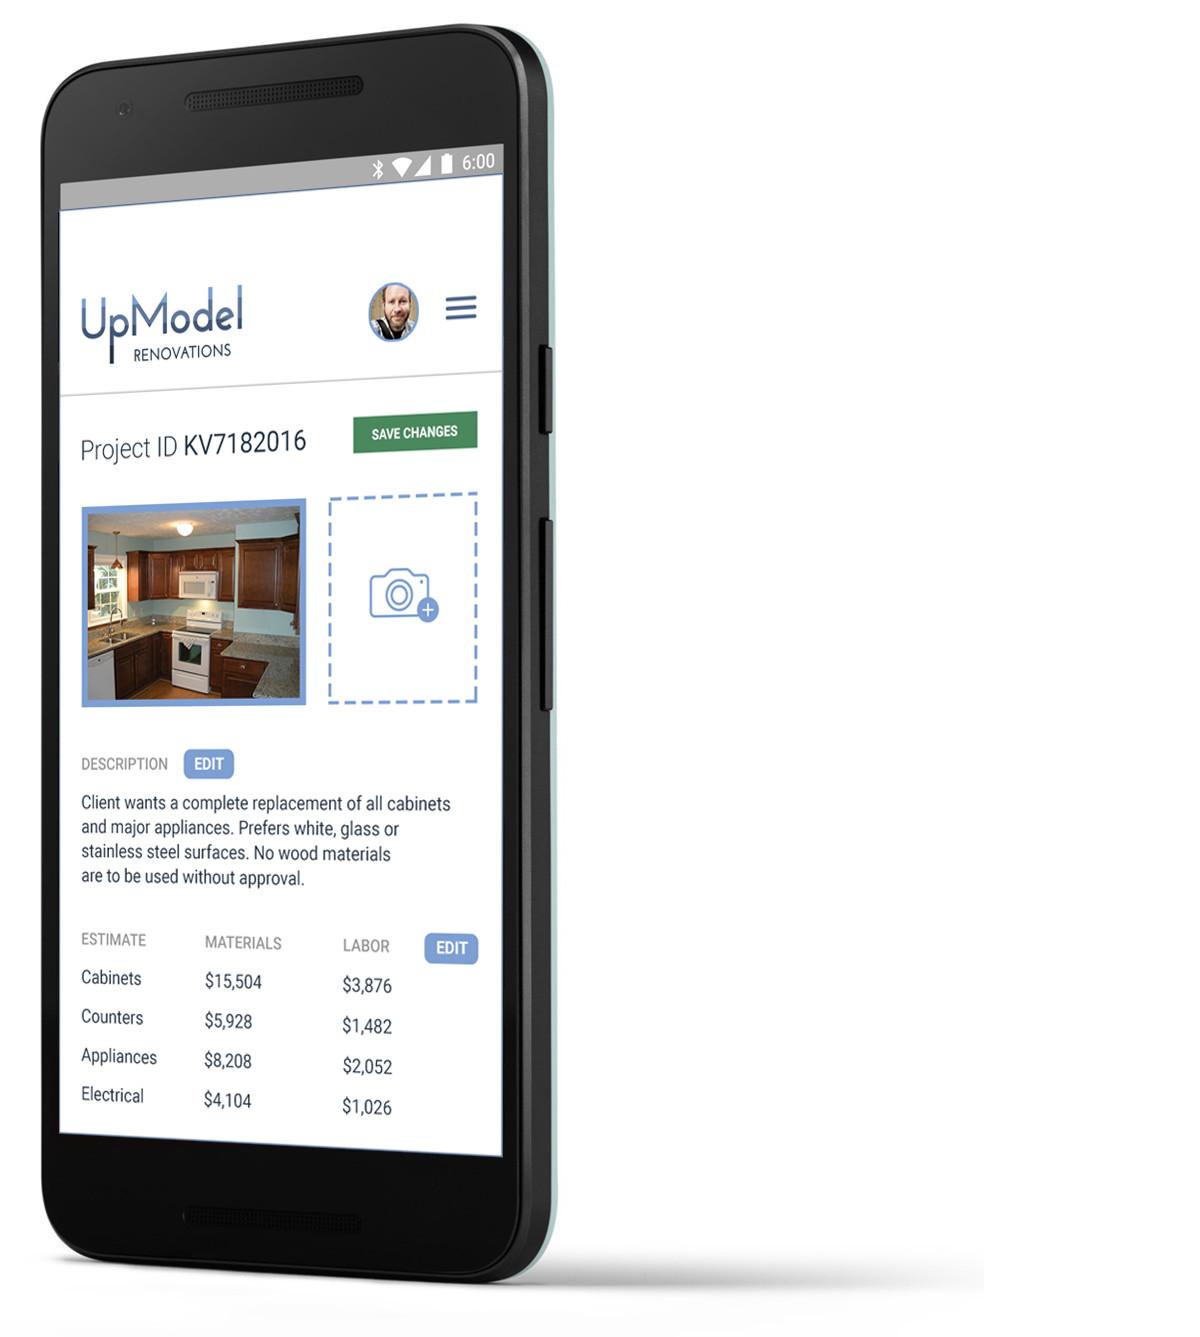 6:00
UpModel
RENOVATIONS
Project ID KV7182016
SAVE CHANGES
DESCRIPTION EDIT
Client wants a complete replacement of all cabinets
and major appliances. Prefers white, glass or
stainless steel surfaces. No wood materials
are to be used without approval.
ESTIMATE MATERIALS LABOR EDIT
Cabinets $15,504 $3,876
Counters $5,928 $1,482
Appliances $8,208 $2,052
Electrical $4,104 $1,026